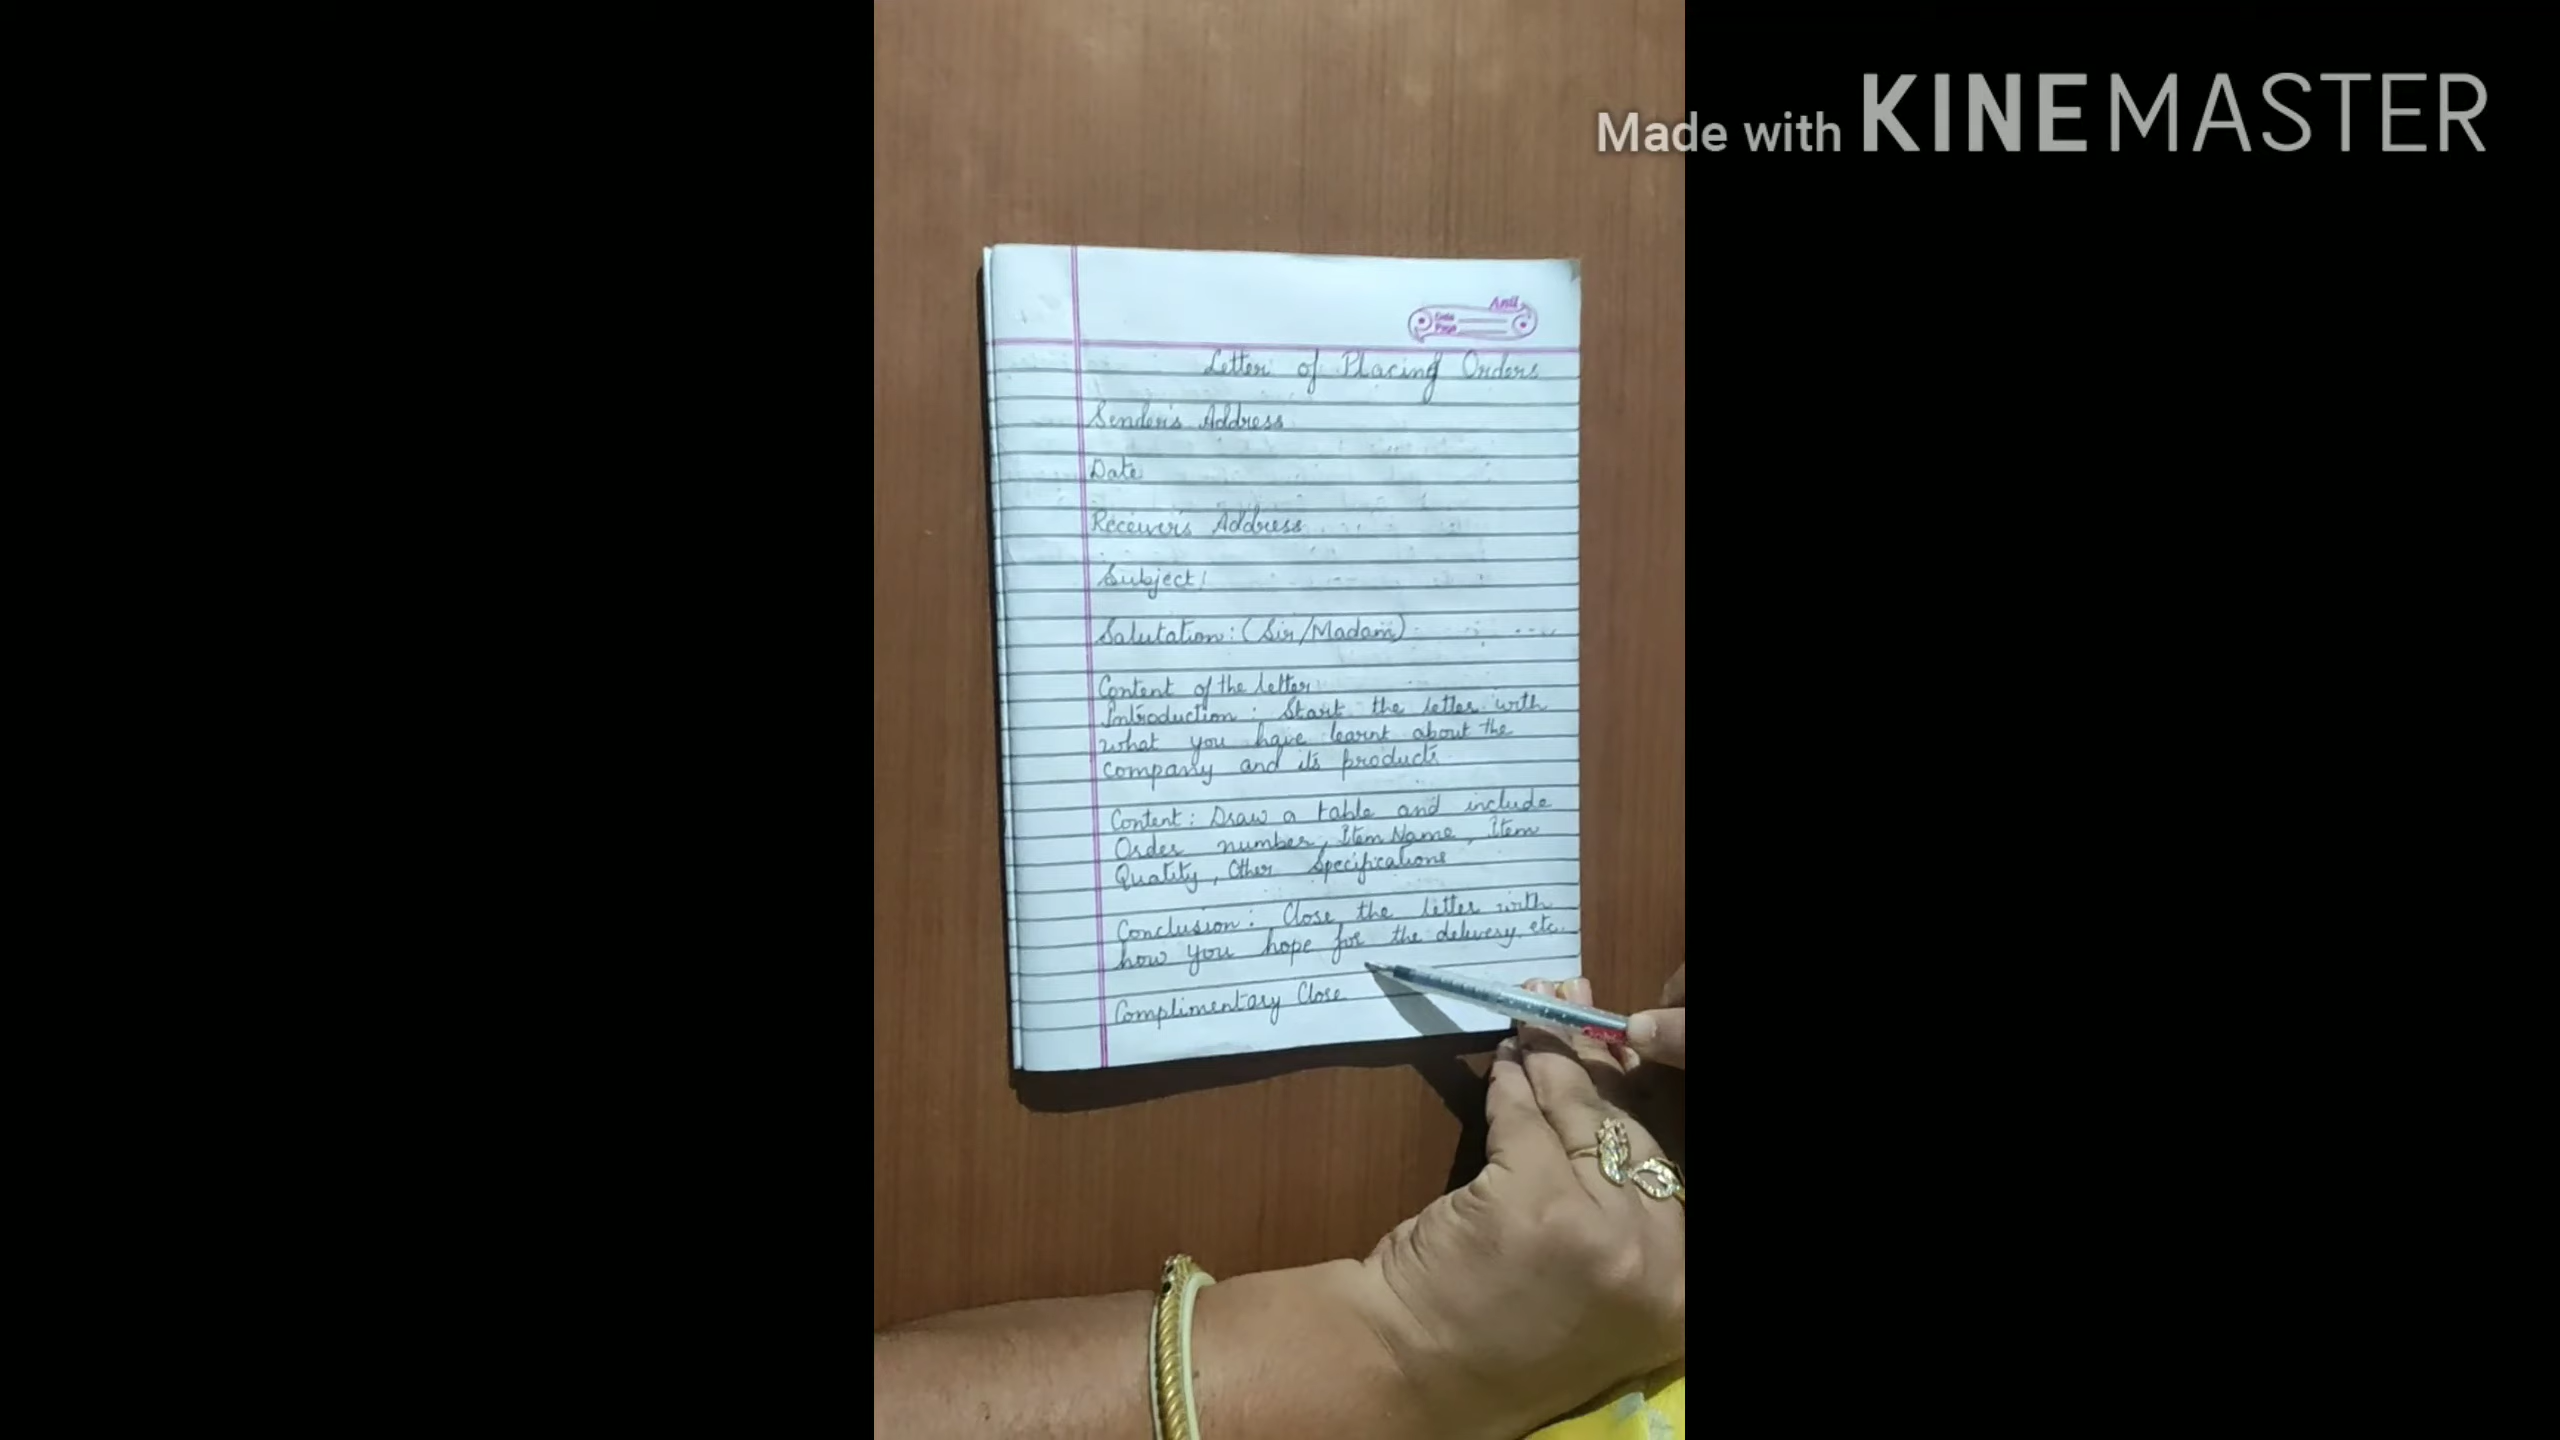 Made with KINEMASTER
Anil
Date
Page
Letter of Placing Orders
Sender's Address
Date
Receiver's Address
Subject:
Salutation: (Sir/Madam)
Content of the letter
Introduction: Start the letter with
what you have learnt about the
company and its products
Content: Draw a table and include
Order number, Item Name, Item
Quatity, Other Specifications
Conclusion: Close the letter with
how you hope for the delivery, etc.
Complimentary Close